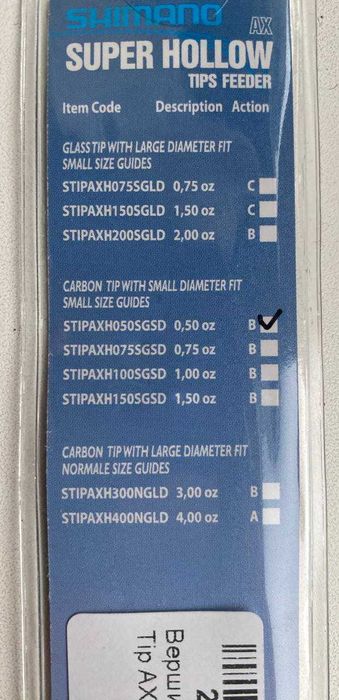 SHIMANO
AX
SUPER HOLLOW
TIPS FEEDER
Item Code Description Action
GLASS TIP WITH LARGE DIAMETER FIT
SMALL SIZE GUIDES
STIPAXH075SGLD 0,75 oz C
STIPAXH150SGLD 1,50 oz C
STIPAXH200SGLD 2,00 oz B
CARBON TIP WITH SMALL DIAMETER FIT
SMALL SIZE GUIDES
STIPAXH050SGSD 0,50 oz B ✓
STIPAXH075SGSD 0,75 oz B
STIPAXH100SGSD 1,00 oz B
STIPAXH150SGSD 1,50 oz B
CARBON TIP WITH LARGE DIAMETER FIT
NORMALE SIZE GUIDES
STIPAXH300NGLD 3,00 oz B
STIPAXH400NGLD 4,00 oz A
2
Верши
Tip AX